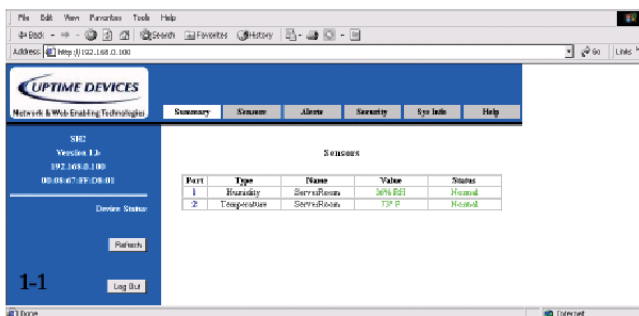 File Edit View Favorites Tools Help
Back Search Favorites History
Address http://192.168.0.100 Go Links
UPTIME DEVICES
Network & Web Enabling Technologies
Summary Sensors Alerts Security Sys Info Help
SH2
192.168.0.100
Device Status
Refresh
1-1
Log Out
Sensors
Port Type Name Value Status
1 Humidity ServerRoom 36% RH Normal
2 Temperature ServerRoom 73° F Normal
Done Internet